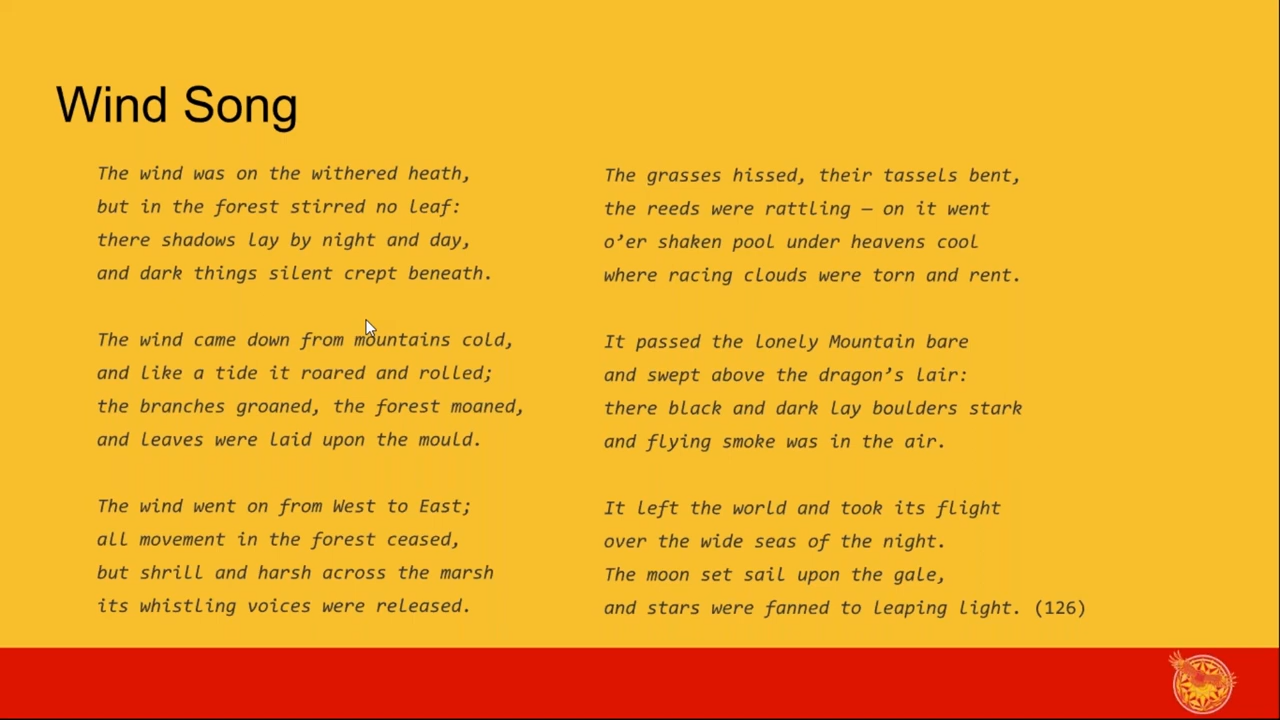 Wind Song
The wind was on the withered heath,
but in the forest stirred no leaf:
there shadows lay by night and day,
and dark things silent crept beneath.
The wind came down from mountains cold,
and like a tide it roared and rolled;
the branches groaned, the forest moaned,
and leaves were laid upon the mould.
The wind went on from West to East;
all movement in the forest ceased,
but shrill and harsh across the marsh
its whistling voices were released.
The grasses hissed, their tassels bent,
the reeds were rattling — on it went
o’er shaken pool under heavens cool
where racing clouds were torn and rent.
It passed the lonely Mountain bare
and swept above the dragon’s lair:
there black and dark lay boulders stark
and flying smoke was in the air.
It left the world and took its flight
over the wide seas of the night.
The moon set sail upon the gale,
and stars were fanned to leaping light. (126)